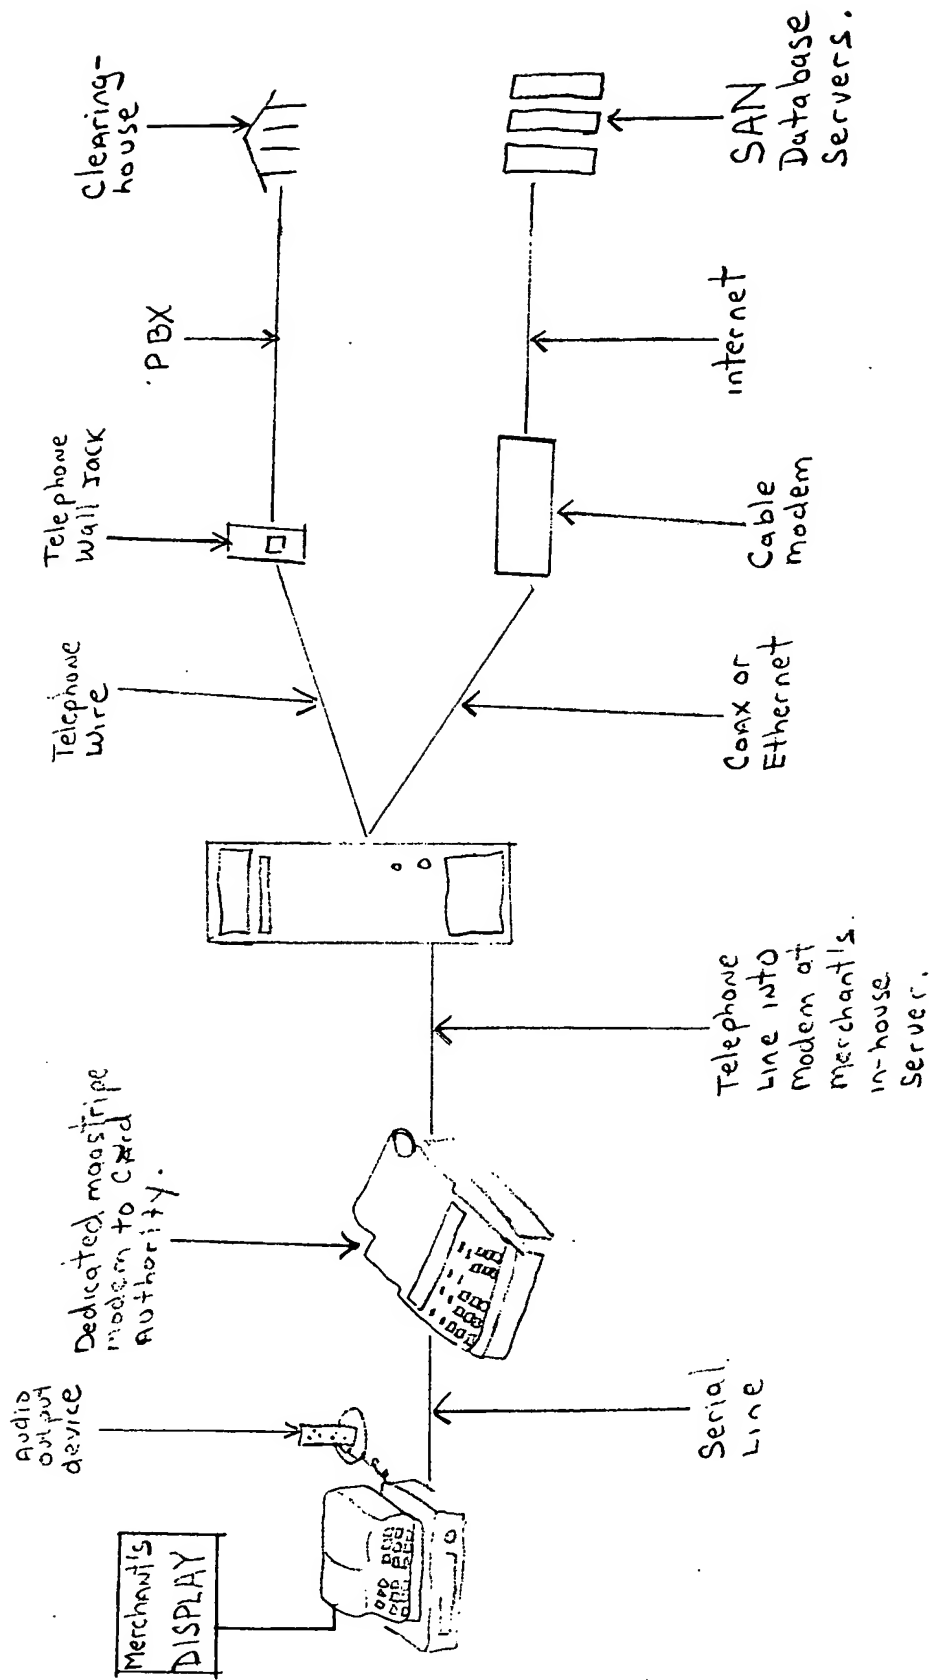 Merchant's
DISPLAY
Audio
output
device
Dedicated magstripe
modem to Card
Authority.
Telephone
Wire
Telephone
Wall Jack
PBX
Clearing-
house
Serial
Line
Telephone
Line INTO
modem at
merchant's
in-house
server.
Coax or
Ethernet
Cable
modem
internet
SAN
Database
Servers.